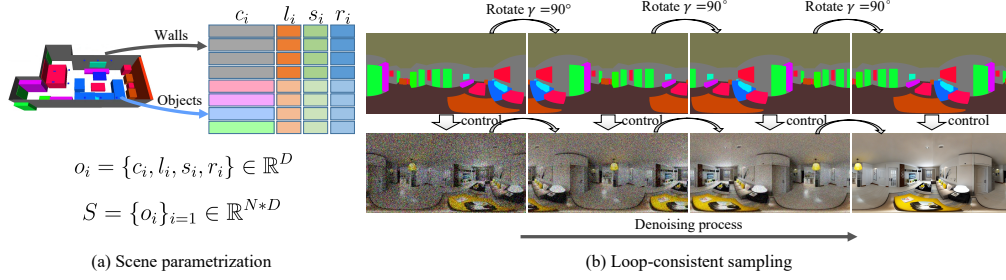 c_i l_i s_i r_i
Walls
Objects
o_i = {c_i, l_i, s_i, r_i} ∈ ℝ^D
S = {o_i}_{i=1} ∈ ℝ^{N*D}
(a) Scene parametrization
Rotate γ =90° Rotate γ =90° Rotate γ =90°
control control control control
Denoising process
(b) Loop-consistent sampling